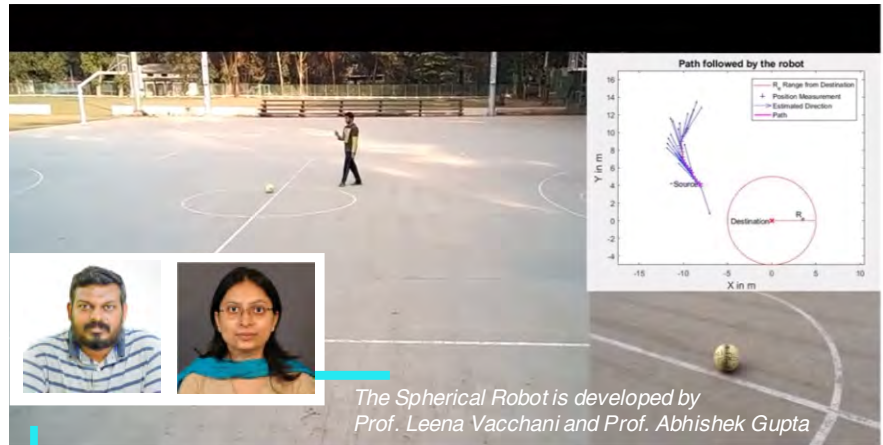 Path followed by the robot
R_n Range from Destination
Position Measurement
Estimated Direction
Path
Y in m
16
14
12
10
8
6
4
2
0
-2
-4
Source
Destination
-15
-10
-5
0
5
10
X in m
The Spherical Robot is developed by
Prof. Leena Vacchani and Prof. Abhishek Gupta